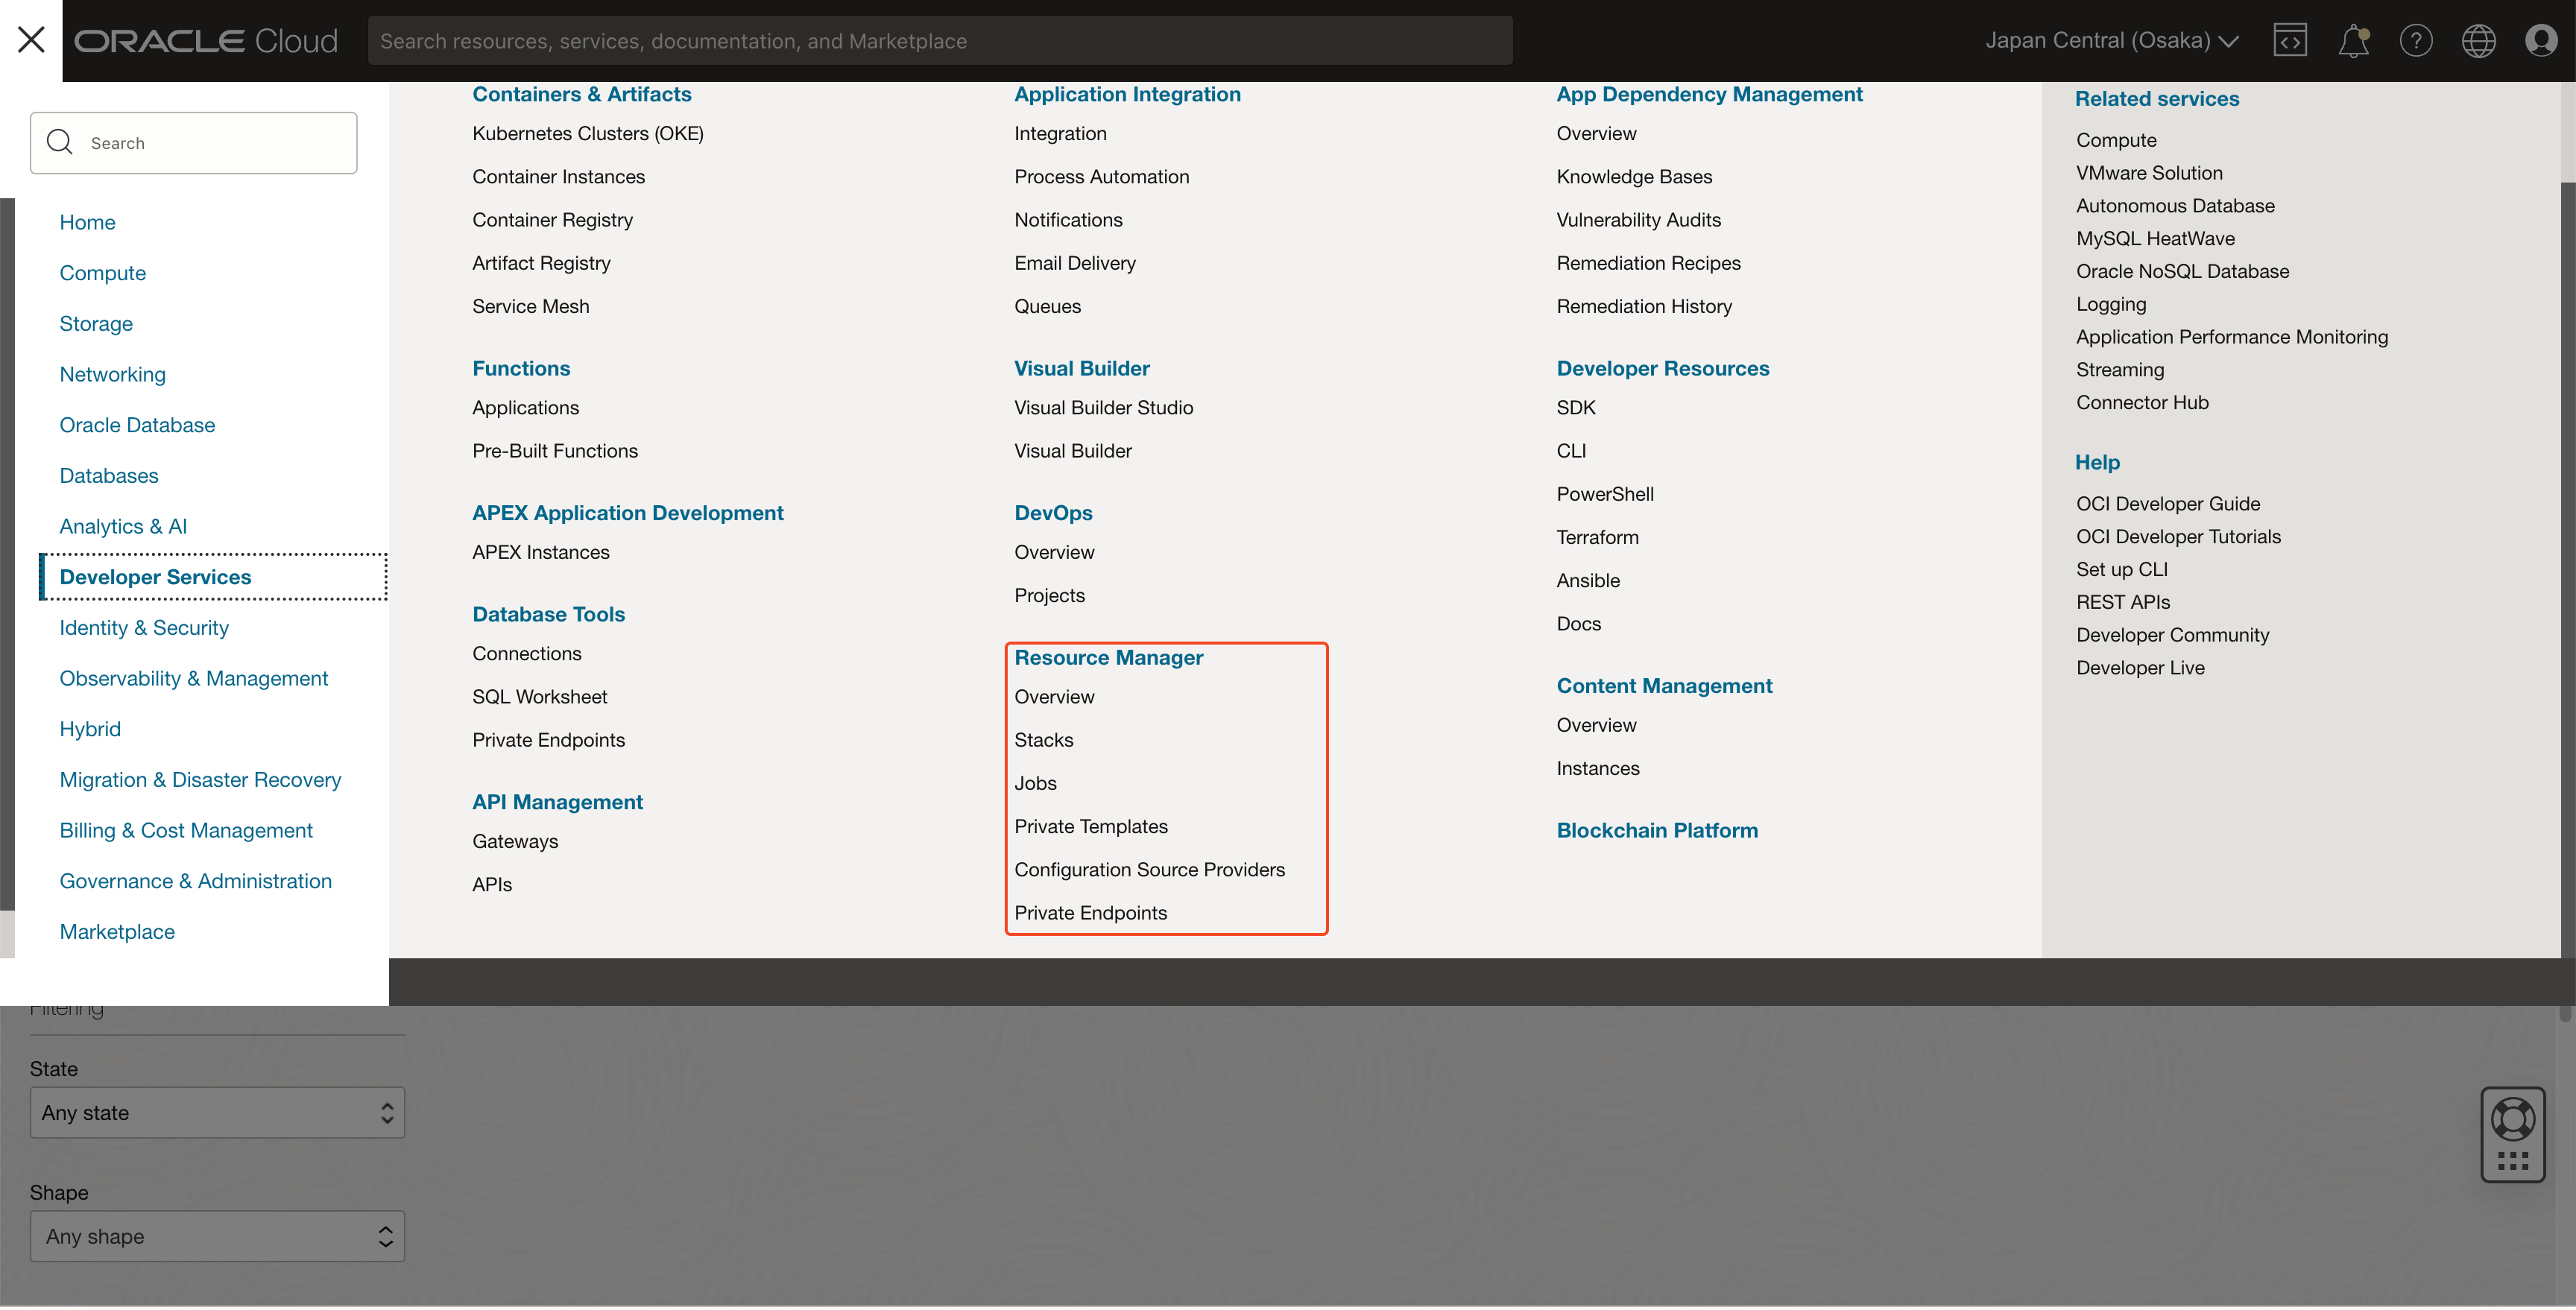 ORACLE Cloud
Search resources, services, documentation, and Marketplace
Japan Central (Osaka)
Search
Home
Compute
Storage
Networking
Oracle Database
Databases
Analytics & AI
Developer Services
Identity & Security
Observability & Management
Hybrid
Migration & Disaster Recovery
Billing & Cost Management
Governance & Administration
Marketplace
Containers & Artifacts
Kubernetes Clusters (OKE)
Container Instances
Container Registry
Artifact Registry
Service Mesh
Functions
Applications
Pre-Built Functions
APEX Application Development
APEX Instances
Database Tools
Connections
SQL Worksheet
Private Endpoints
API Management
Gateways
APIs
Application Integration
Integration
Process Automation
Notifications
Email Delivery
Queues
Visual Builder
Visual Builder Studio
Visual Builder
DevOps
Overview
Projects
Resource Manager
Overview
Stacks
Jobs
Private Templates
Configuration Source Providers
Private Endpoints
App Dependency Management
Overview
Knowledge Bases
Vulnerability Audits
Remediation Recipes
Remediation History
Developer Resources
SDK
CLI
PowerShell
Terraform
Ansible
Docs
Content Management
Overview
Instances
Blockchain Platform
Related services
Compute
VMware Solution
Autonomous Database
MySQL HeatWave
Oracle NoSQL Database
Logging
Application Performance Monitoring
Streaming
Connector Hub
Help
OCI Developer Guide
OCI Developer Tutorials
Set up CLI
REST APIs
Developer Community
Developer Live
Filtering
State
Any state
Shape
Any shape